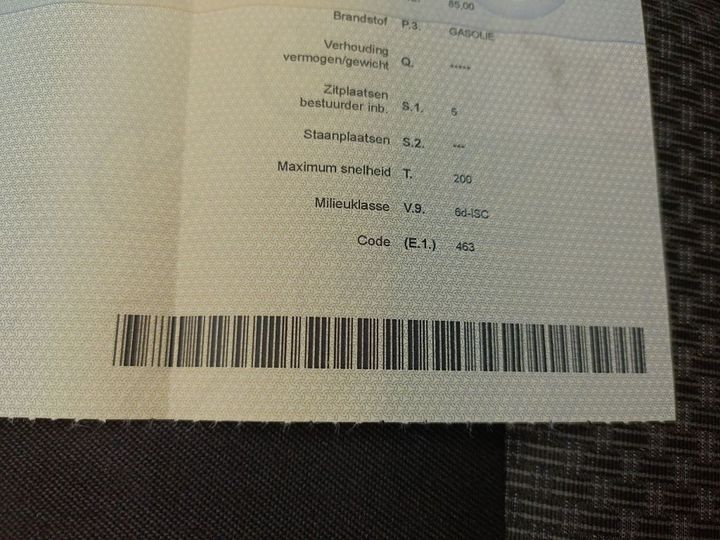 85,00
Brandstof P.3. GASOLIE
Verhouding
vermogen/gewicht Q. *****
Zitplaatsen
bestuurder inb. S.1. 5
Staanplaatsen S.2. ***
Maximum snelheid T. 200
Milieuklasse V.9. 6d-ISC
Code (E.1.) 463